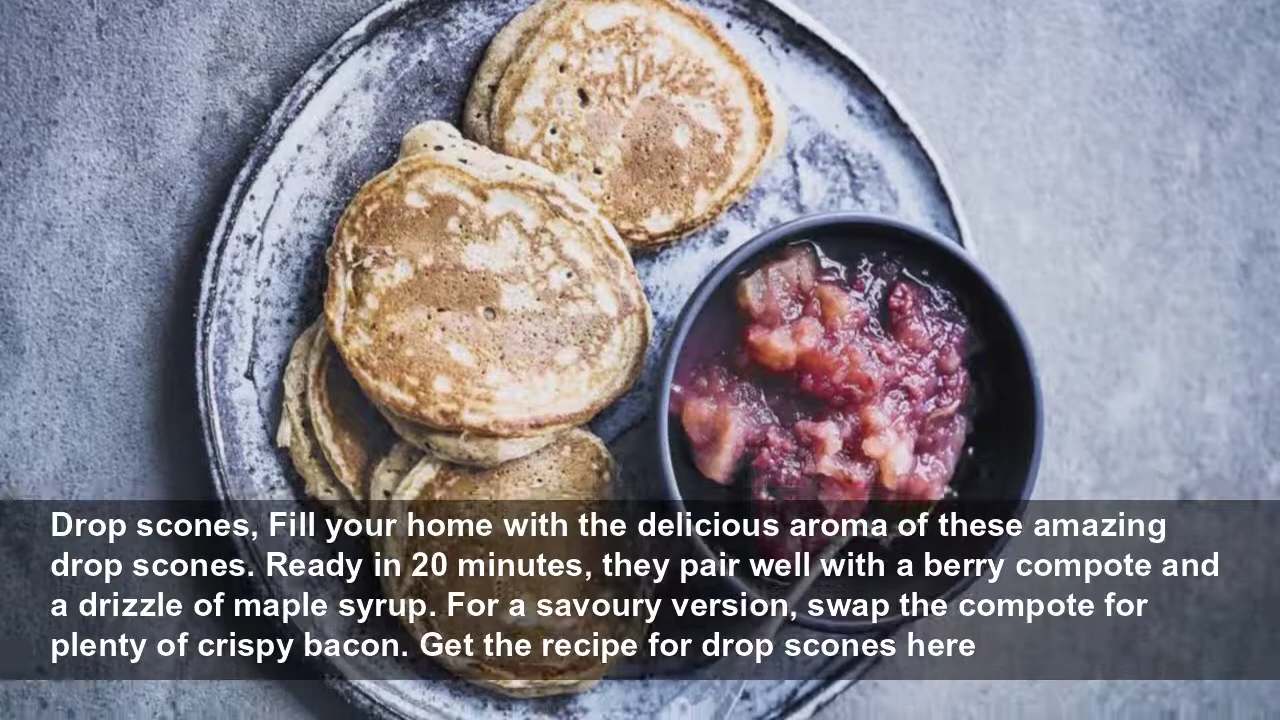 Drop scones, Fill your home with the delicious aroma of these amazing
drop scones. Ready in 20 minutes, they pair well with a berry compote and
a drizzle of maple syrup. For a savoury version, swap the compote for
plenty of crispy bacon. Get the recipe for drop scones here